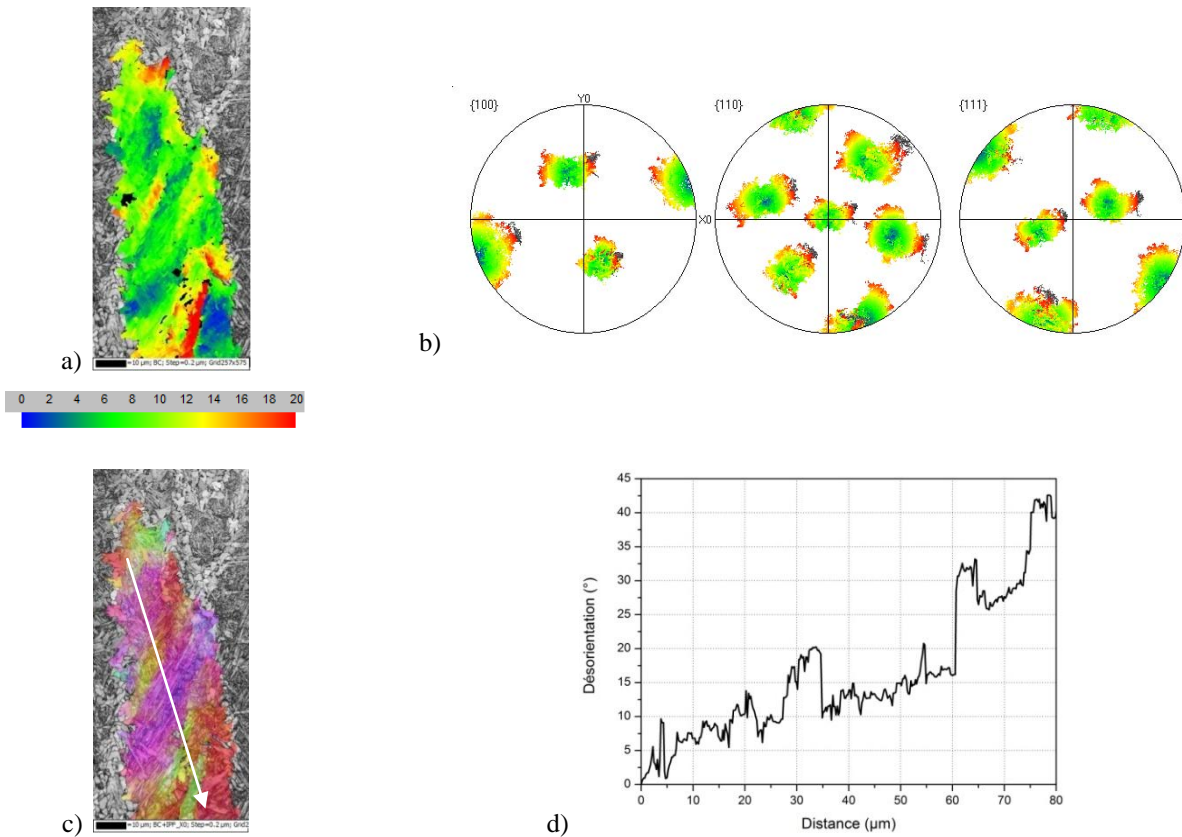 {100}
Y0
{110}
{111}
X0
b)
a)
=10 µm; BC; Step=0.2 µm; Grid257x575
0 2 4 6 8 10 12 14 16 18 20
c)
=10 µm; BC+IPF_X0; Step=0.2 µm; Grid2
45
40
35
30
25
20
15
10
5
0
Désorientation (°)
0 10 20 30 40 50 60 70 80
Distance (µm)
d)